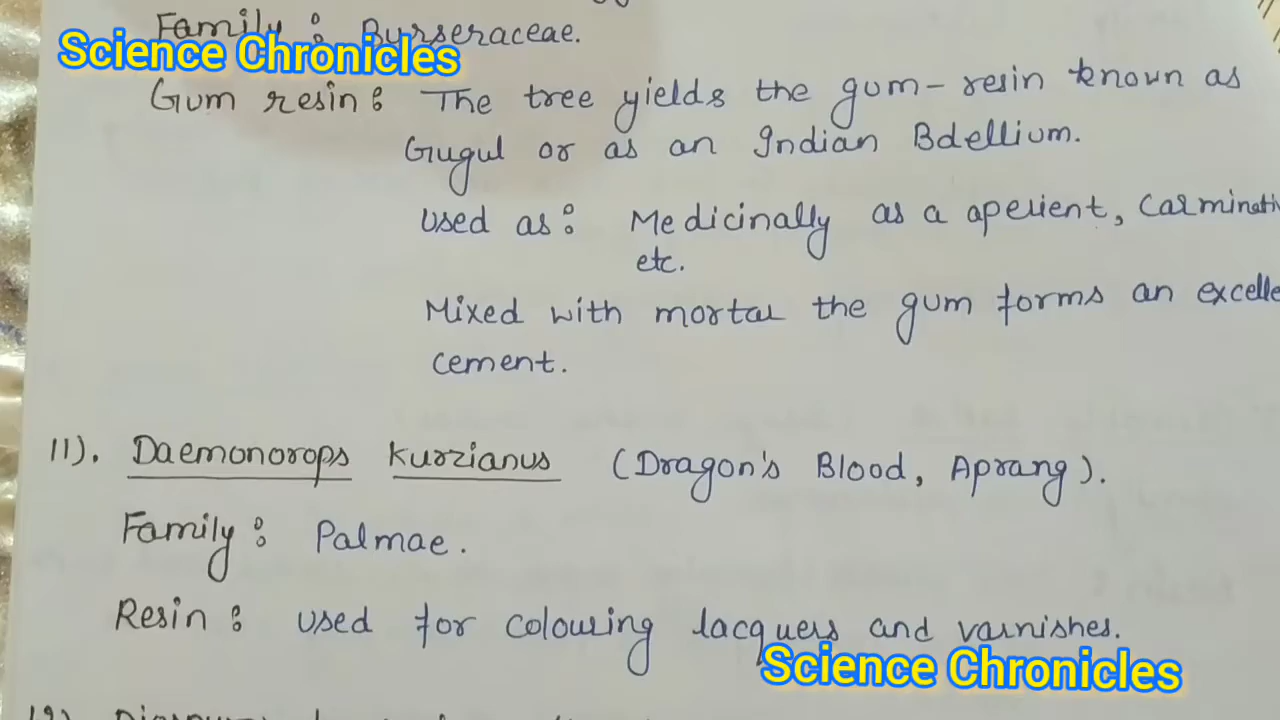 Family : Burseraceae.
Science Chronicles
Gum resin : The tree yields the gum-resin known as
Gugul or as an Indian Bdellium.
Used as : Medicinally as a aperient, Carminati
etc.
Mixed with mortar the gum forms an excelle
cement.
11). Daemonorops kurzianus (Dragon's Blood, Aprang).
Family : Palmae.
Resin : used for colouring lacquers and varnishes.
Science Chronicles